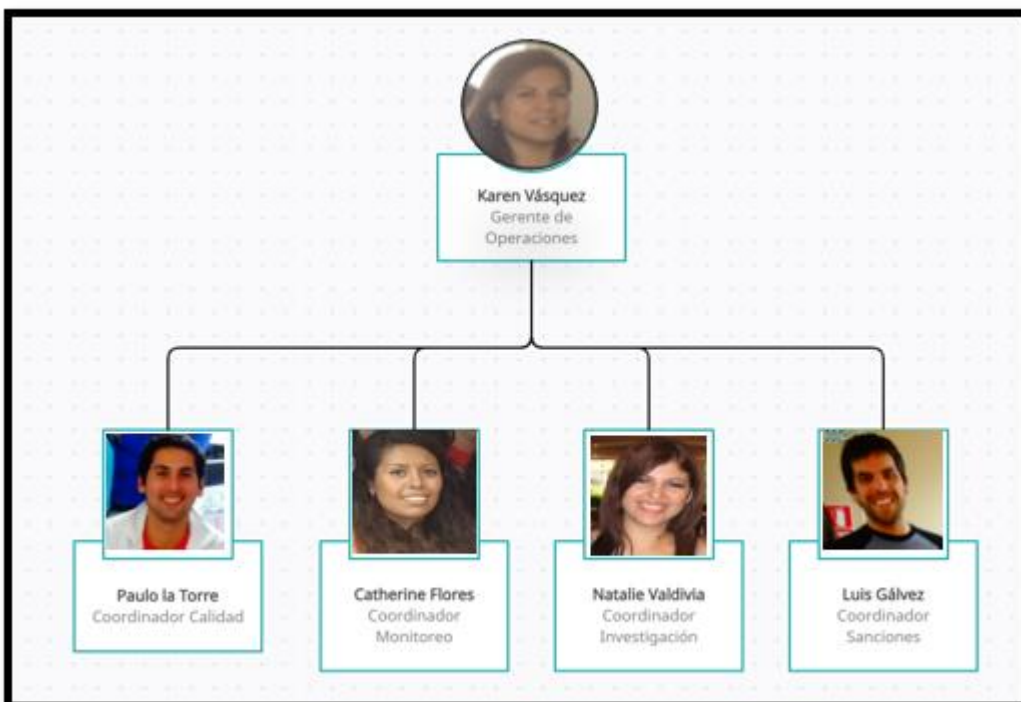 Karen Vásquez
Gerente de
Operaciones
Paulo la Torre
Coordinador Calidad
Catherine Flores
Coordinador
Monitoreo
Natalie Valdivia
Coordinador
Investigación
Luis Gálvez
Coordinador
Sanciones